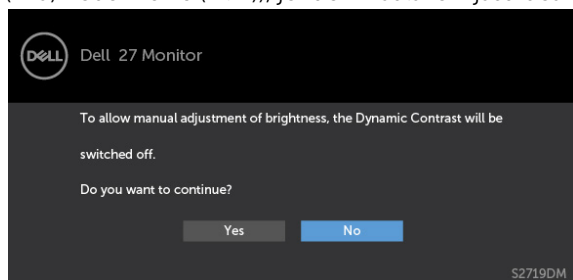 DELL
Dell 27 Monitor
To allow manual adjustment of brightness, the Dynamic Contrast will be
switched off.
Do you want to continue?
Yes No
S2719DM